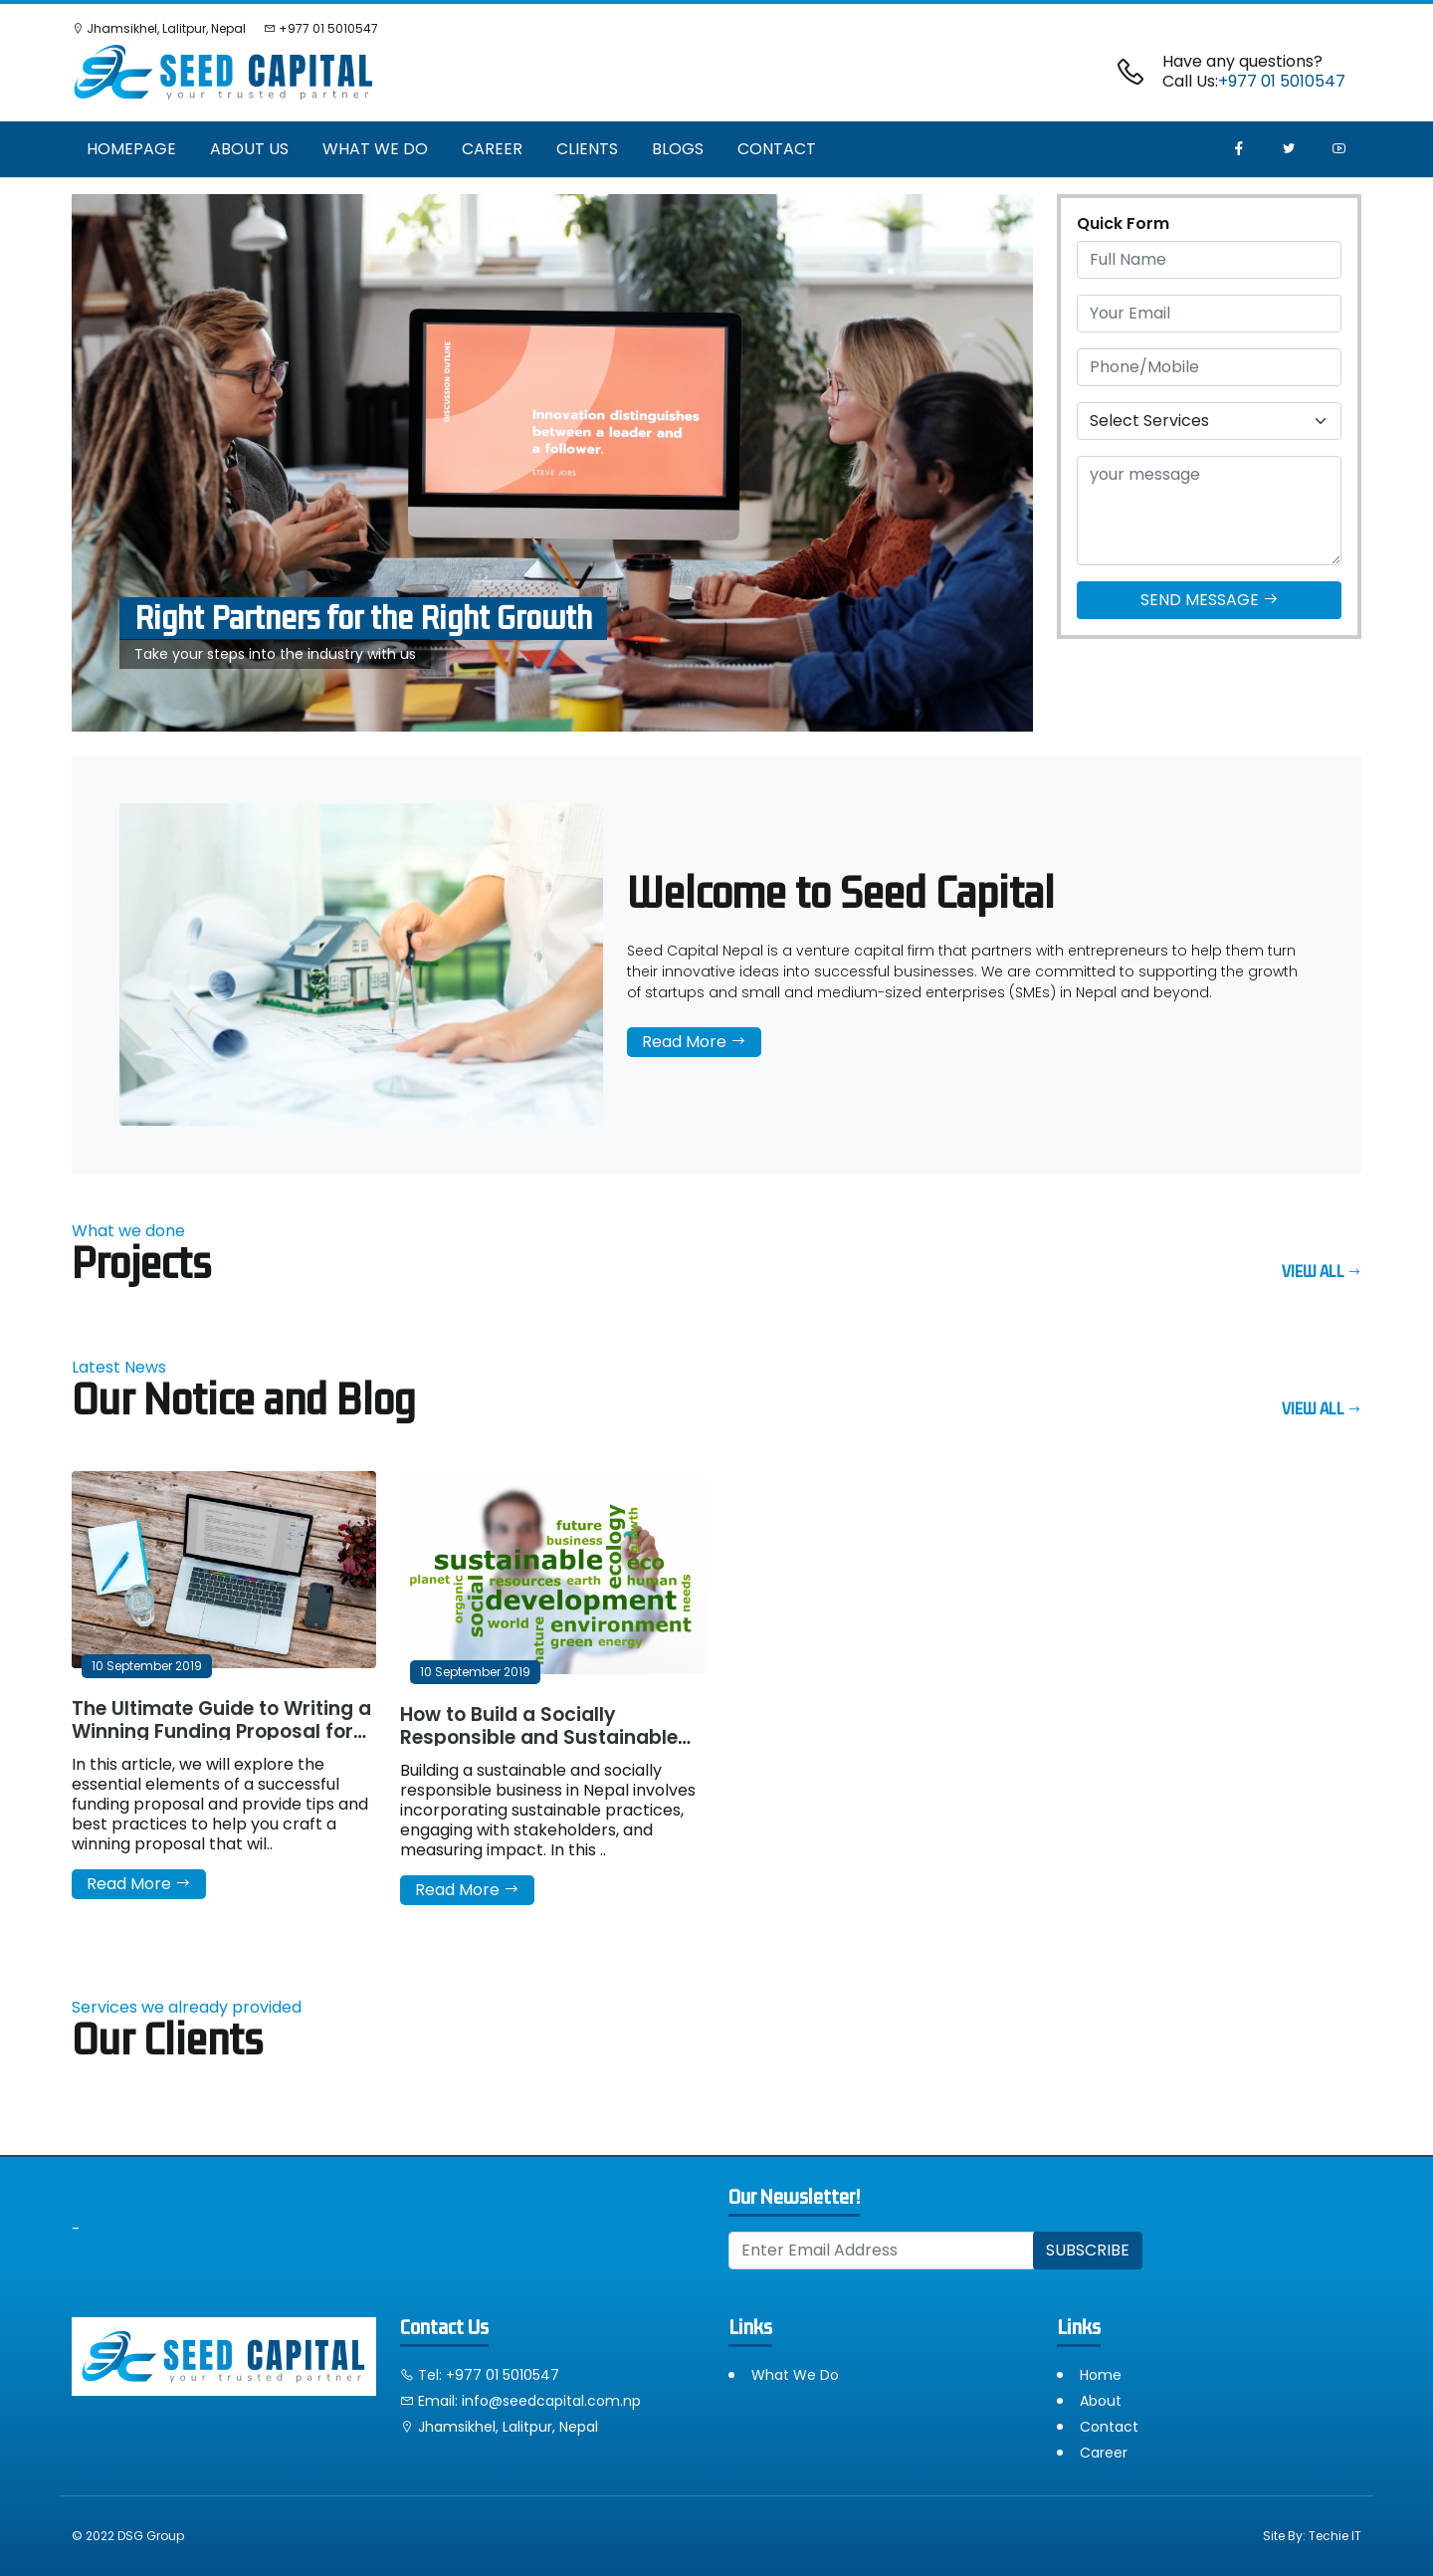 Jhamsikhel, Lalitpur, Nepal +977 01 5010547
SEED CAPITAL
your trusted partner
Have any questions?
Call Us:+977 01 5010547
HOMEPAGE ABOUT US WHAT WE DO CAREER CLIENTS BLOGS CONTACT
DISCUSSION OUTLINE
Innovation distinguishes
between a leader and
a follower.
STEVE JOBS
Right Partners for the Right Growth
Take your steps into the industry with us
Quick Form
Full Name
Your Email
Phone/Mobile
Select Services
your message
SEND MESSAGE
Welcome to Seed Capital
Seed Capital Nepal is a venture capital firm that partners with entrepreneurs to help them turn
their innovative ideas into successful businesses. We are committed to supporting the growth
of startups and small and medium-sized enterprises (SMEs) in Nepal and beyond.
Read More
What we done
Projects
VIEW ALL
Latest News
Our Notice and Blog
VIEW ALL
10 September 2019
The Ultimate Guide to Writing a
Winning Funding Proposal for...
In this article, we will explore the
essential elements of a successful
funding proposal and provide tips and
best practices to help you craft a
winning proposal that wil..
Read More
future
business
sustainable
ecology
growth
eco
planet
organic
social
resources earth human
development
needs
world
nature
environment
green energy
10 September 2019
How to Build a Socially
Responsible and Sustainable...
Building a sustainable and socially
responsible business in Nepal involves
incorporating sustainable practices,
engaging with stakeholders, and
measuring impact. In this ..
Read More
Services we already provided
Our Clients
-
Our Newsletter!
Enter Email Address
SUBSCRIBE
SEED CAPITAL
your trusted partner
Contact Us
Tel: +977 01 5010547
Email: info@seedcapital.com.np
Jhamsikhel, Lalitpur, Nepal
Links
What We Do
Links
Home
About
Contact
Career
© 2022 DSG Group
Site By: Techie IT